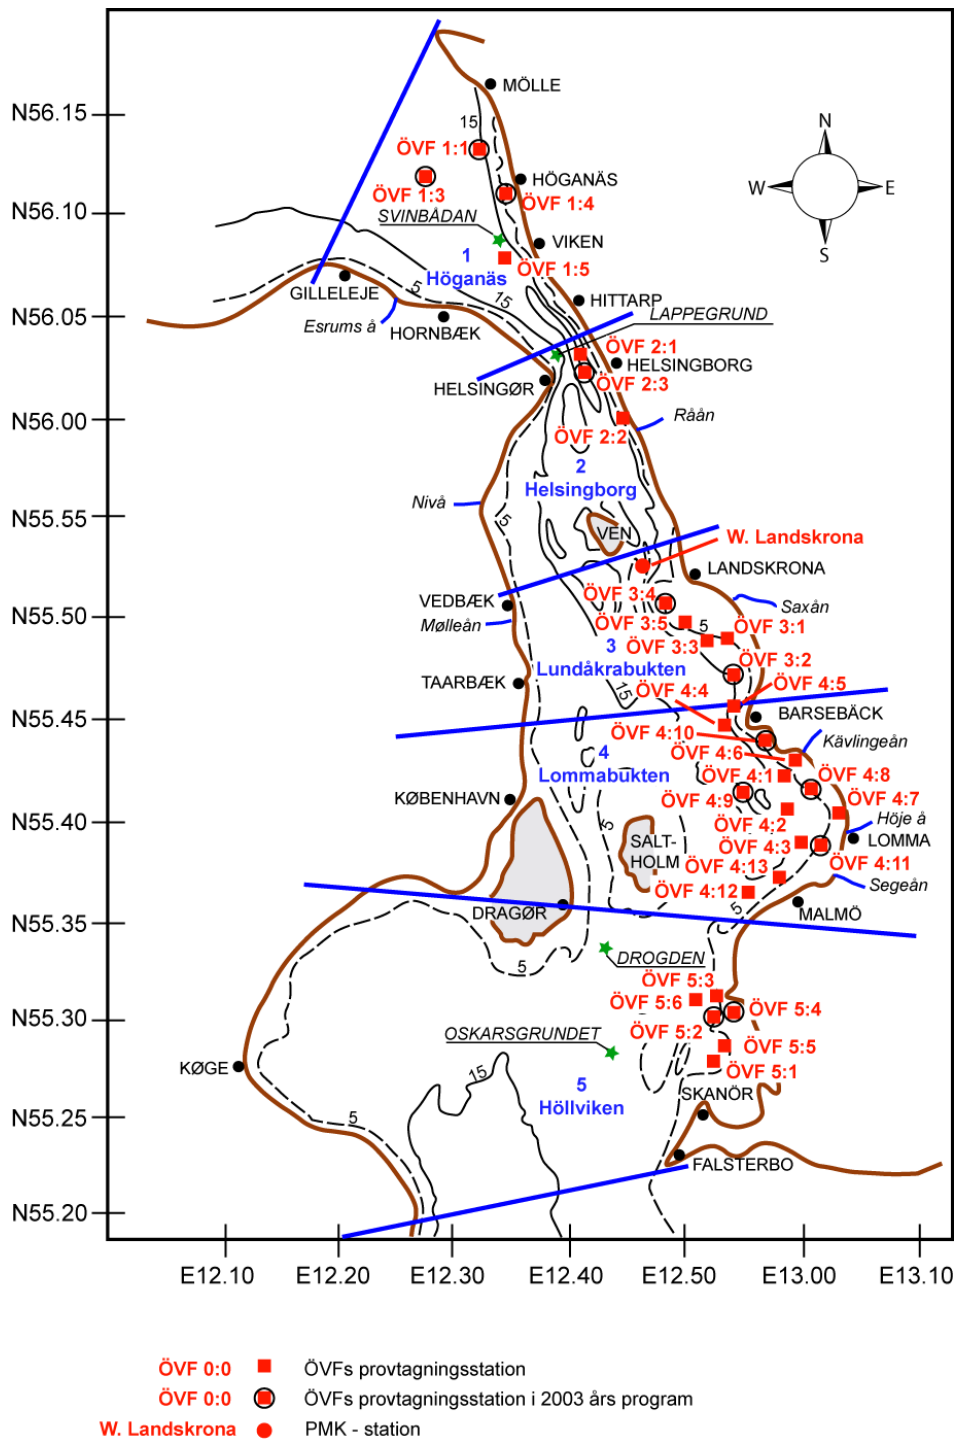 N56.15
N56.10
N56.05
N56.00
N55.55
N55.50
N55.45
N55.40
N55.35
N55.30
N55.25
N55.20
MÖLLE
15
ÖVF 1:1
ÖVF 1:3
HÖGANÄS
ÖVF 1:4
N
W
E
S
SVINBÅDAN
VIKEN
1
Höganäs
ÖVF 1:5
5
GILLELEJE
15
HITTARP
Esrums å
HORNBÆK
LAPPEGRUND
ÖVF 2:1
HELSINGBORG
HELSINGØR
ÖVF 2:3
Råån
ÖVF 2:2
2
Helsingborg
Nivå
5
VEN
W. Landskrona
LANDSKRONA
ÖVF 3:4
VEDBÆK
Saxån
Mølleån
ÖVF 3:5
5
ÖVF 3:1
3
ÖVF 3:3
Lundåkrabukten
ÖVF 3:2
TAARBÆK
15
ÖVF 4:4
ÖVF 4:5
BARSEBÄCK
ÖVF 4:10
Kävlingeån
4
ÖVF 4:6
Lommabukten
ÖVF 4:1
ÖVF 4:8
KØBENHAVN
ÖVF 4:9
ÖVF 4:7
5
ÖVF 4:2
Höje å
SALT-
HOLM
ÖVF 4:3
LOMMA
ÖVF 4:13
ÖVF 4:11
ÖVF 4:12
Segeån
DRAGØR
5
MALMÖ
5
DROGDEN
ÖVF 5:3
ÖVF 5:6
ÖVF 5:4
OSKARSGRUNDET
ÖVF 5:2
ÖVF 5:5
KØGE
15
ÖVF 5:1
5
Höllviken
SKANÖR
5
FALSTERBO
E12.10
E12.20
E12.30
E12.40
E12.50
E13.00
E13.10
ÖVF 0:0 ÖVFs provtagningsstation
ÖVF 0:0 ÖVFs provtagningsstation i 2003 års program
W. Landskrona PMK - station